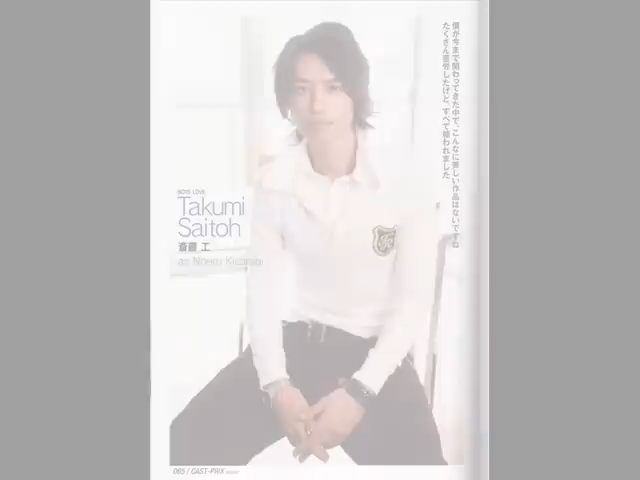 僕が今まで関わってきた中で、こんなに美しい作品はないですね
たくさん苦労したけど、すべて報われました
BOYS LOVE
Takumi
Saitoh
斎藤 工
as Noeru
065 / CAST-PRIX